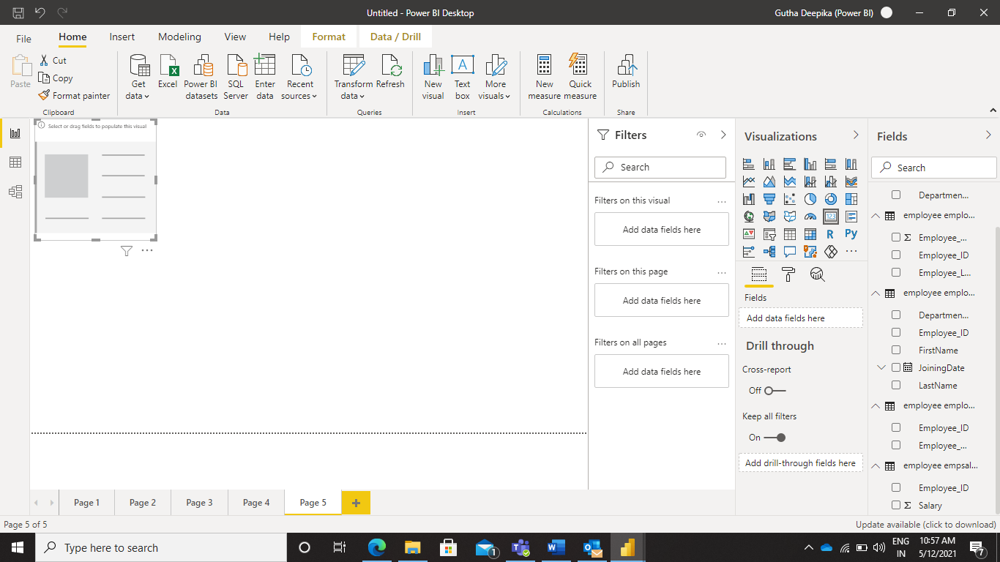 Untitled - Power BI Desktop
Gutha Deepika (Power BI)
File
Home
Insert
Modeling
View
Help
Format
Data / Drill
Paste
Cut
Copy
Format painter
Clipboard
Get data
Excel
Power BI datasets
SQL Server
Enter data
Recent sources
Data
Transform data
Refresh
Queries
New visual
Text box
More visuals
Insert
New measure
Quick measure
Calculations
Publish
Share
Select or drag fields to populate this visual
Filters
Search
Filters on this visual
Add data fields here
Filters on this page
Add data fields here
Filters on all pages
Add data fields here
Visualizations
123
R
Py
Fields
Add data fields here
Drill through
Cross-report
Off
Keep all filters
On
Add drill-through fields here
Fields
Search
Departmen...
employee emplo...
Σ Employee_...
Employee_ID
Employee_L...
employee emplo...
Departmen...
Employee_ID
FirstName
JoiningDate
LastName
employee emplo...
Employee_ID
Employee_...
employee empsal...
Employee_ID
Σ Salary
Page 1
Page 2
Page 3
Page 4
Page 5
Page 5 of 5
Update available (click to download)
Type here to search
1
ENG
IN
10:57 AM
5/12/2021
7